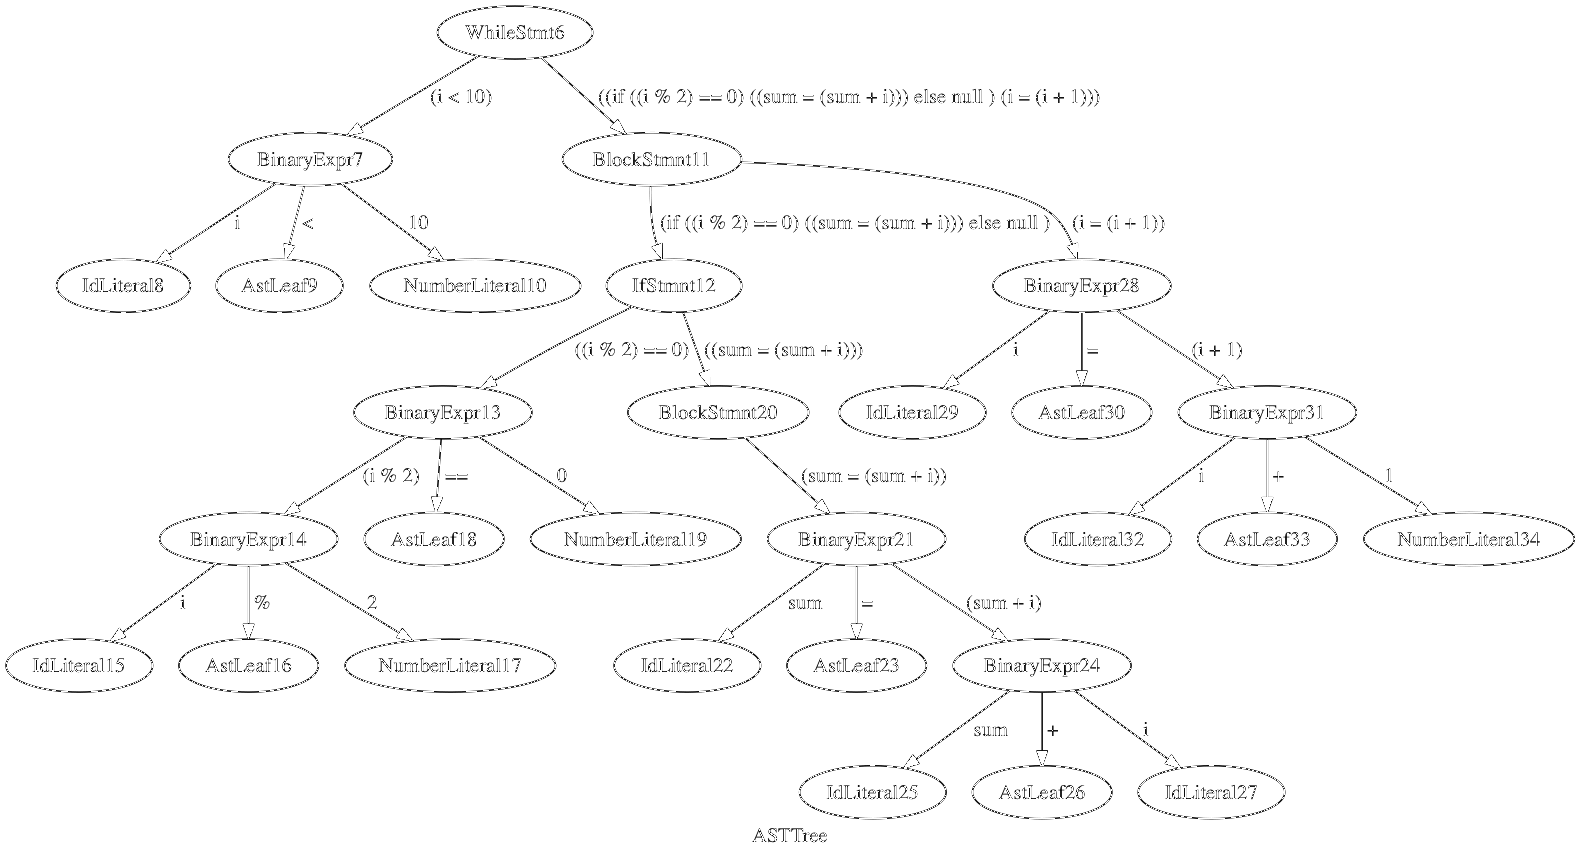 WhileStmt6
(i < 10) ((if ((i % 2) == 0) ((sum = (sum + i))) else null ) (i = (i + 1)))
BinaryExpr7 BlockStmnt11
i < 10 (if ((i % 2) == 0) ((sum = (sum + i))) else null ) (i = (i + 1))
IdLiteral8 AstLeaf9 NumberLiteral10 IfStmnt12 BinaryExpr28
((i % 2) == 0) ((sum = (sum + i))) i = (i + 1)
BinaryExpr13 BlockStmnt20 IdLiteral29 AstLeaf30 BinaryExpr31
(i % 2) == 0 (sum = (sum + i)) i + 1
BinaryExpr14 AstLeaf18 NumberLiteral19 BinaryExpr21 IdLiteral32 AstLeaf33 NumberLiteral34
i % 2 sum = (sum + i)
IdLiteral15 AstLeaf16 NumberLiteral17 IdLiteral22 AstLeaf23 BinaryExpr24
sum + i
IdLiteral25 AstLeaf26 IdLiteral27
ASTTree